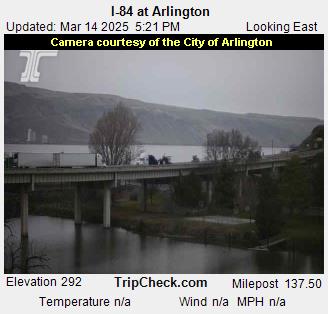 I-84 at Arlington
Updated: Mar 14 2025 5:21 PM Looking East
Camera courtesy of the City of Arlington
Elevation 292 TripCheck.com Milepost 137.50
Temperature n/a Wind n/a MPH n/a